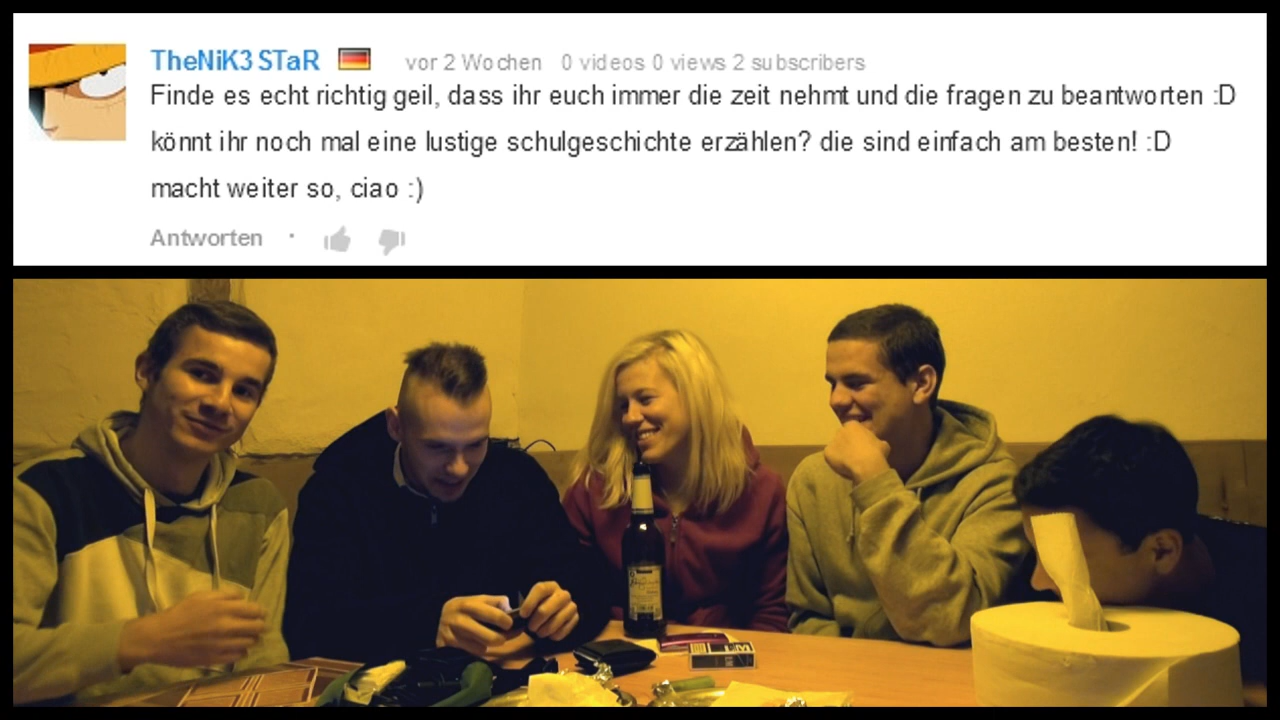 TheNiK3STaR vor 2 Wochen 0 videos 0 views 2 subscribers
Finde es echt richtig geil, dass ihr euch immer die zeit nehmt und die fragen zu beantworten :D
könnt ihr noch mal eine lustige schulgeschichte erzählen? die sind einfach am besten! :D
macht weiter so, ciao :)
Antworten ·